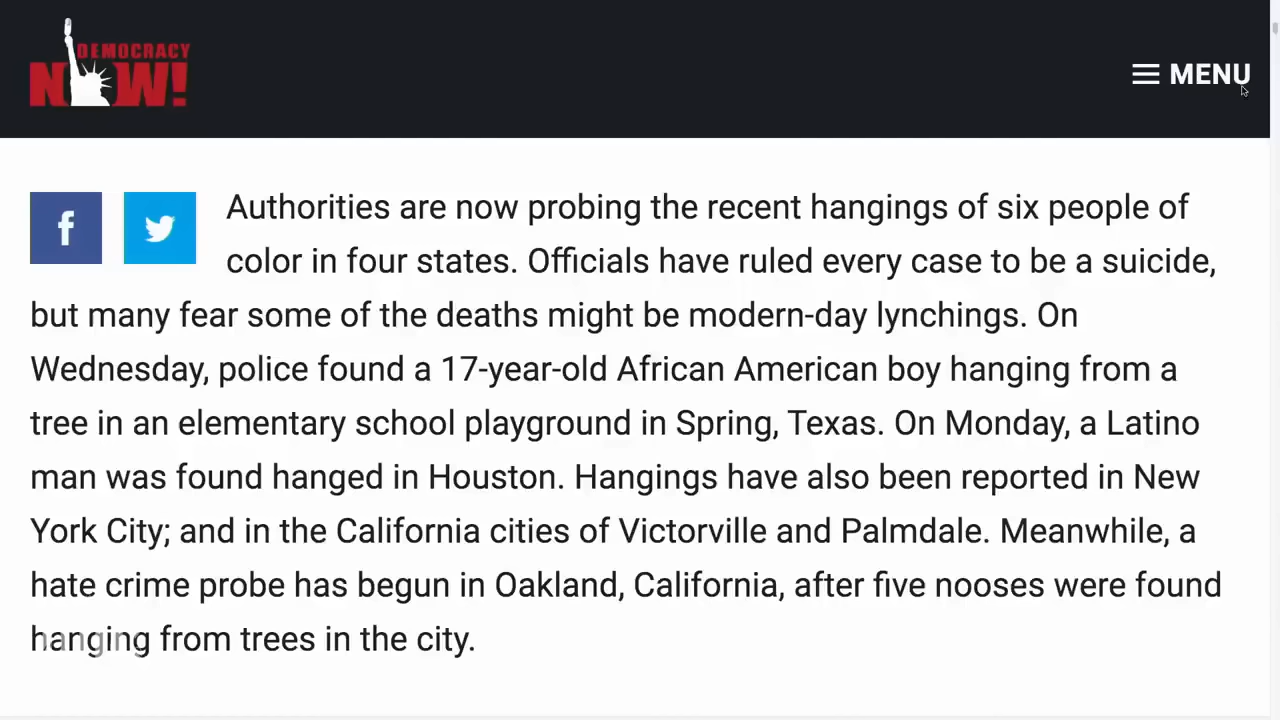 DEMOCRACY
NOW!
MENU
Authorities are now probing the recent hangings of six people of
color in four states. Officials have ruled every case to be a suicide,
but many fear some of the deaths might be modern-day lynchings. On
Wednesday, police found a 17-year-old African American boy hanging from a
tree in an elementary school playground in Spring, Texas. On Monday, a Latino
man was found hanged in Houston. Hangings have also been reported in New
York City; and in the California cities of Victorville and Palmdale. Meanwhile, a
hate crime probe has begun in Oakland, California, after five nooses were found
hanging from trees in the city.